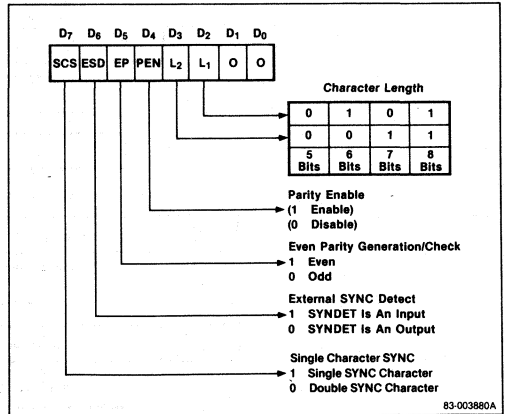 D7 D6 D5 D4 D3 D2 D1 D0
SCS ESD EP PEN L2 L1 O O
Character Length
0 1 0 1
0 0 1 1
5 Bits 6 Bits 7 Bits 8 Bits
Parity Enable
(1 Enable)
(0 Disable)
Even Parity Generation/Check
1 Even
0 Odd
External SYNC Detect
1 SYNDET Is An Input
0 SYNDET Is An Output
Single Character SYNC
1 Single SYNC Character
0 Double SYNC Character
83-003880A